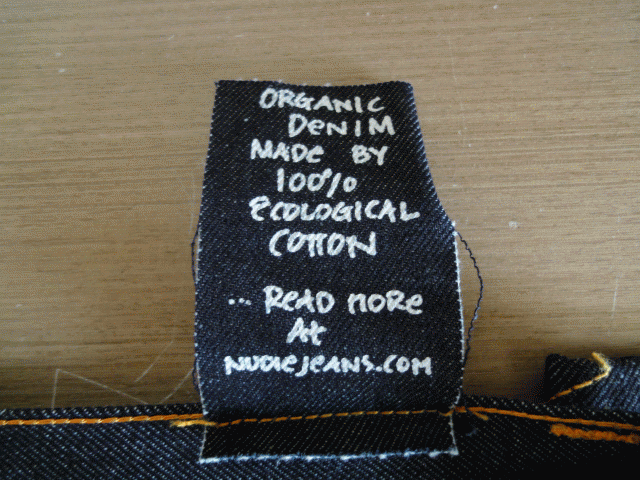 ORGANIC
DeNIM
MADe BY
100%
eCOLOGICAL
COTTON
... ReAD MORe
At
NUDIeJeANS.COM